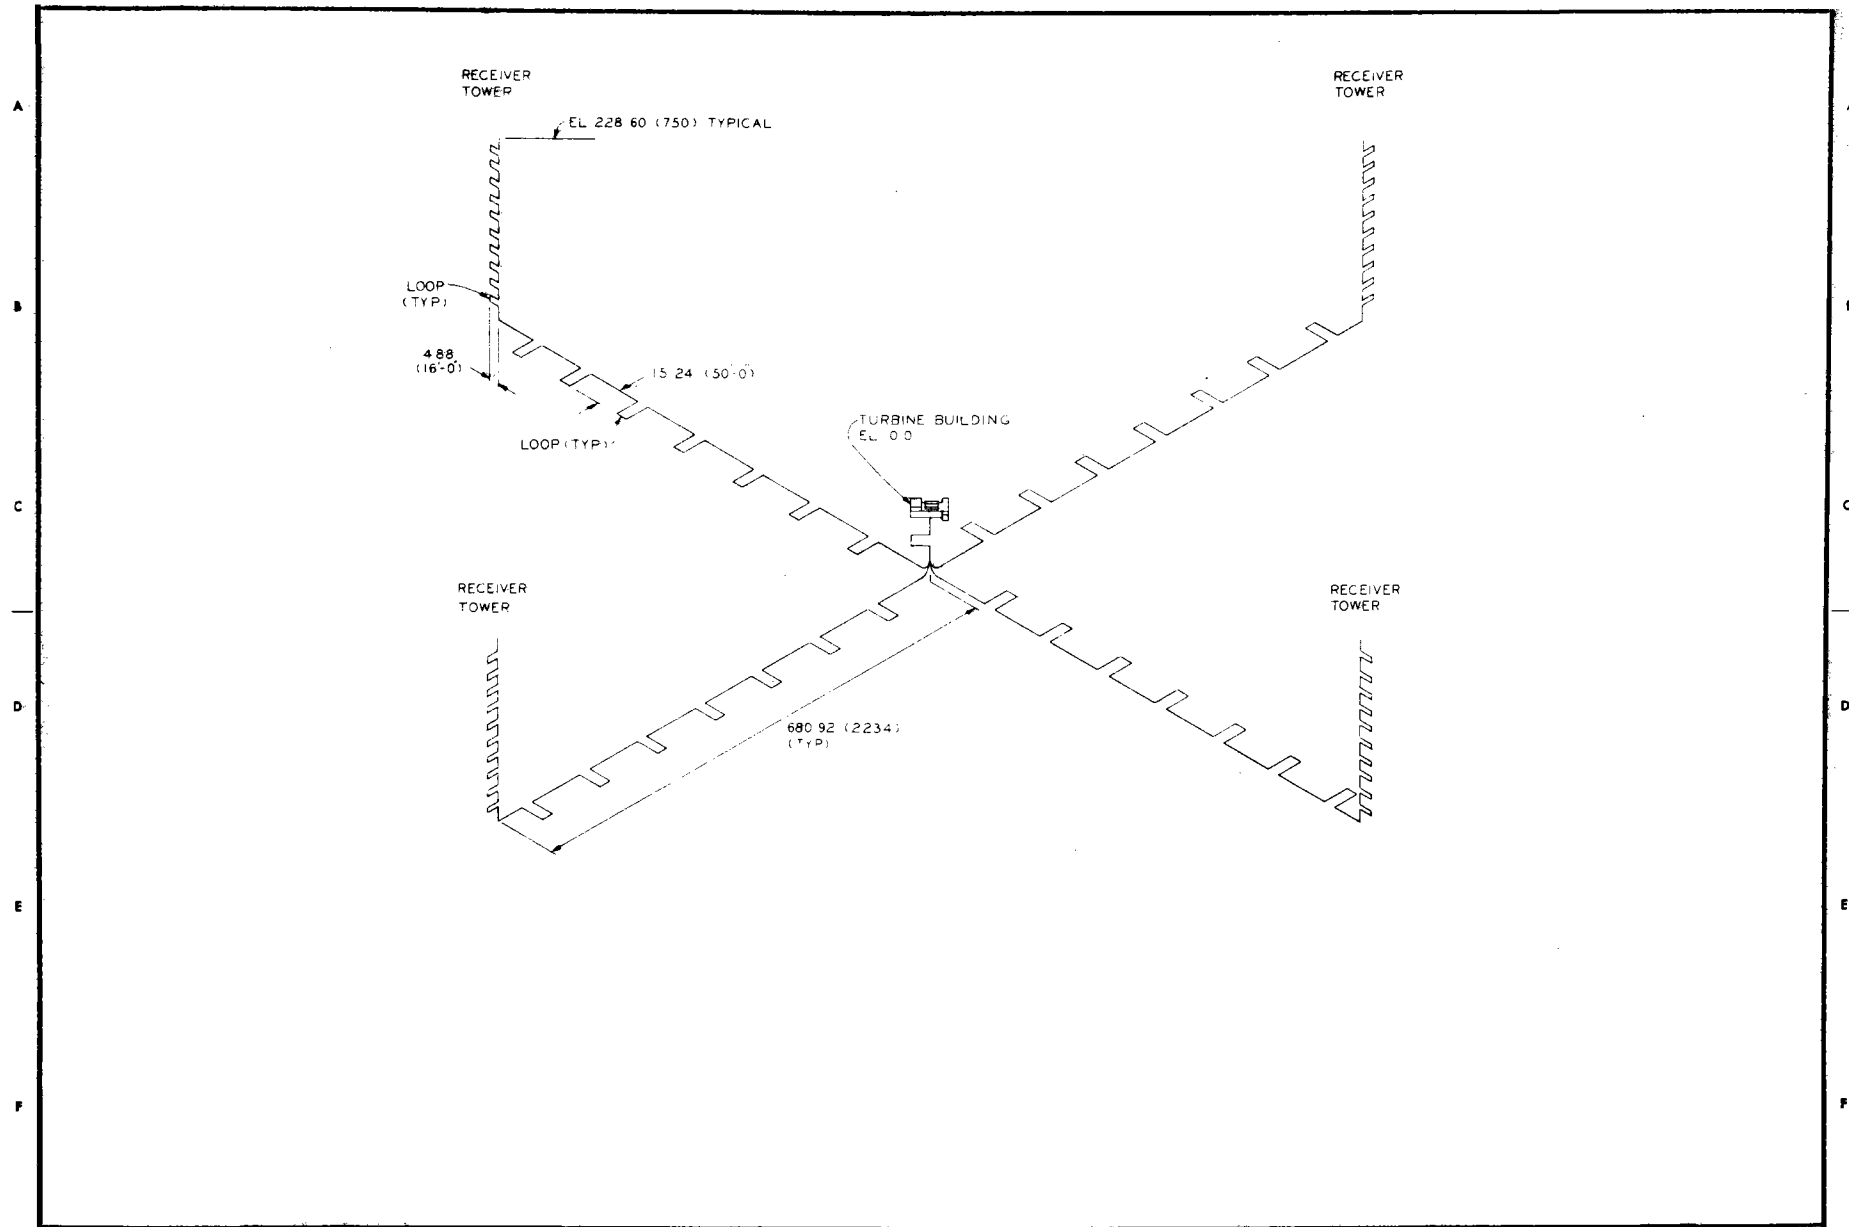 RECEIVER
TOWER
RECEIVER
TOWER
A
EL 228 60 (750) TYPICAL
LOOP
(TYP)
B
B
4 88
(16'-0")
15 24 (50'-0")
LOOP (TYP)
TURBINE BUILDING
EL 0 0
C
C
RECEIVER
TOWER
RECEIVER
TOWER
D
D
680 92 (2234)
(TYP)
E
E
F
F